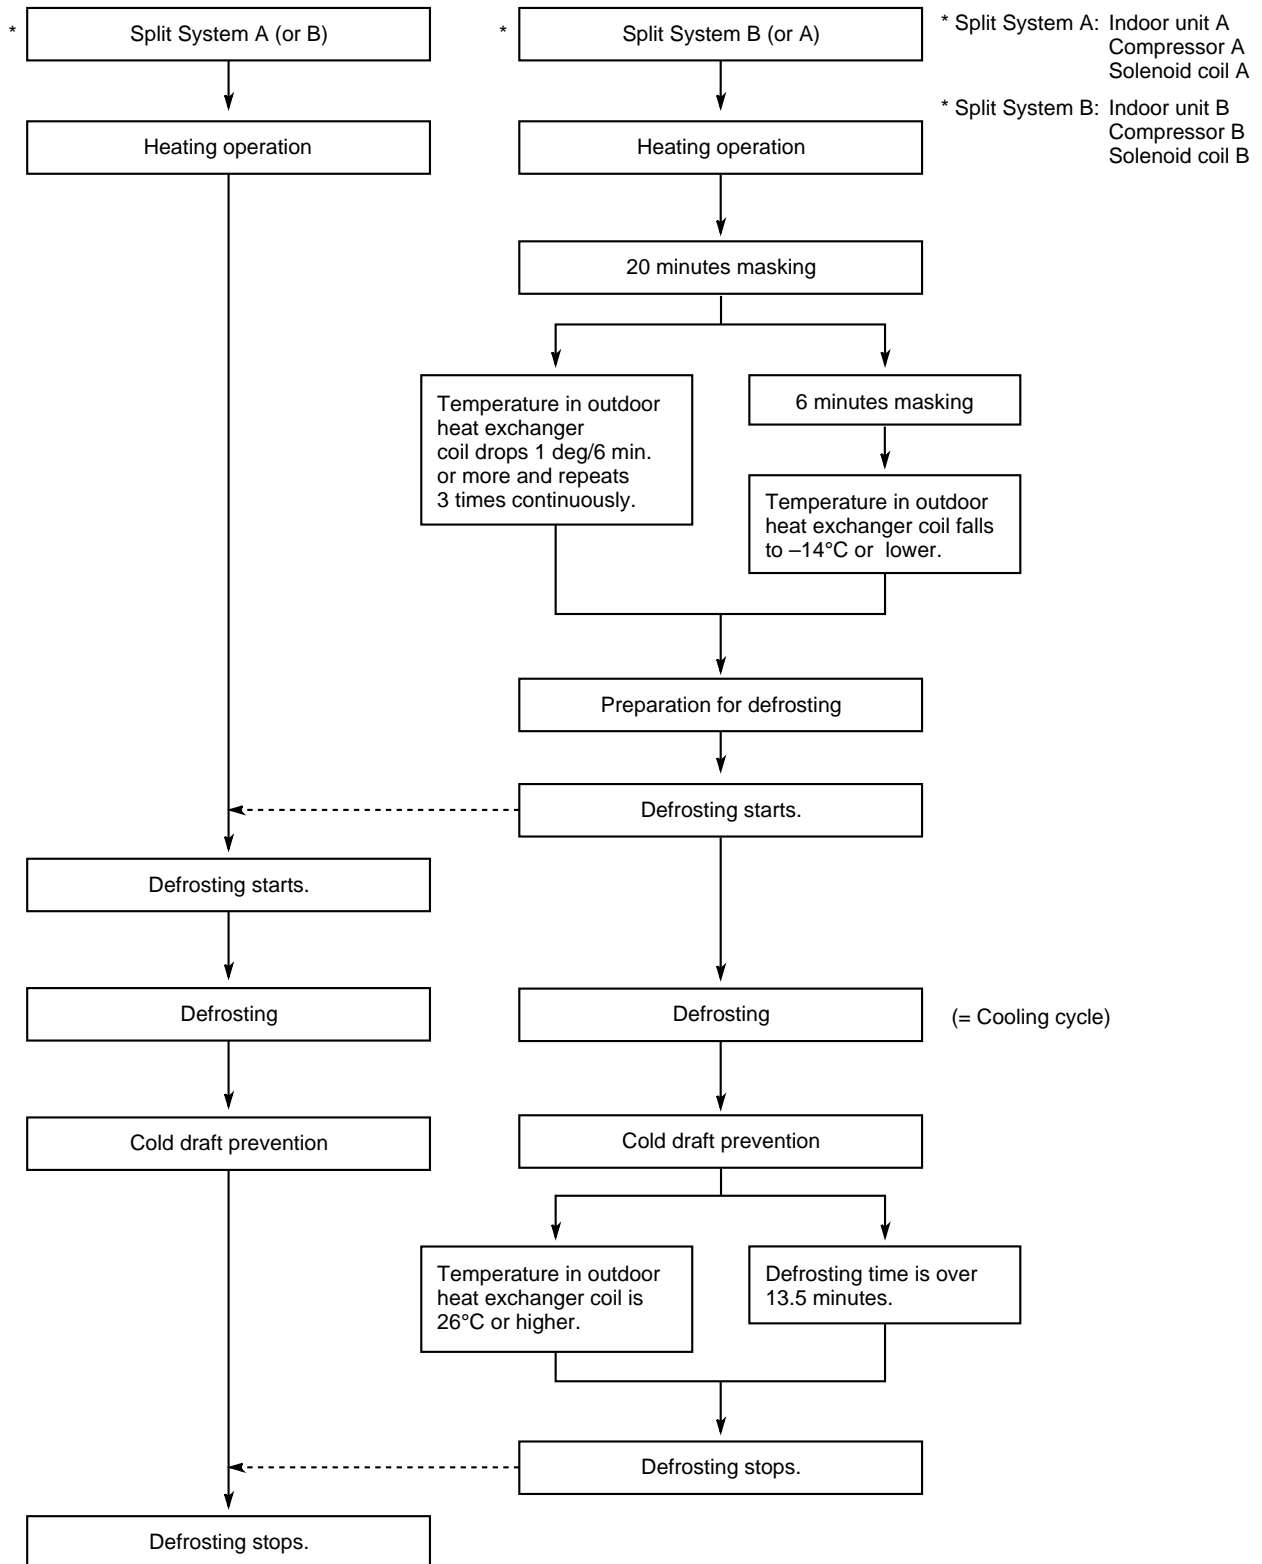 * Split System A (or B)
* Split System B (or A)
* Split System A: Indoor unit A
Compressor A
Solenoid coil A
* Split System B: Indoor unit B
Compressor B
Solenoid coil B
Heating operation
Heating operation
20 minutes masking
Temperature in outdoor
heat exchanger
coil drops 1 deg/6 min.
or more and repeats
3 times continuously.
6 minutes masking
Temperature in outdoor
heat exchanger coil falls
to –14°C or lower.
Preparation for defrosting
Defrosting starts.
Defrosting starts.
Defrosting
Defrosting
(= Cooling cycle)
Cold draft prevention
Cold draft prevention
Temperature in outdoor
heat exchanger coil is
26°C or higher.
Defrosting time is over
13.5 minutes.
Defrosting stops.
Defrosting stops.